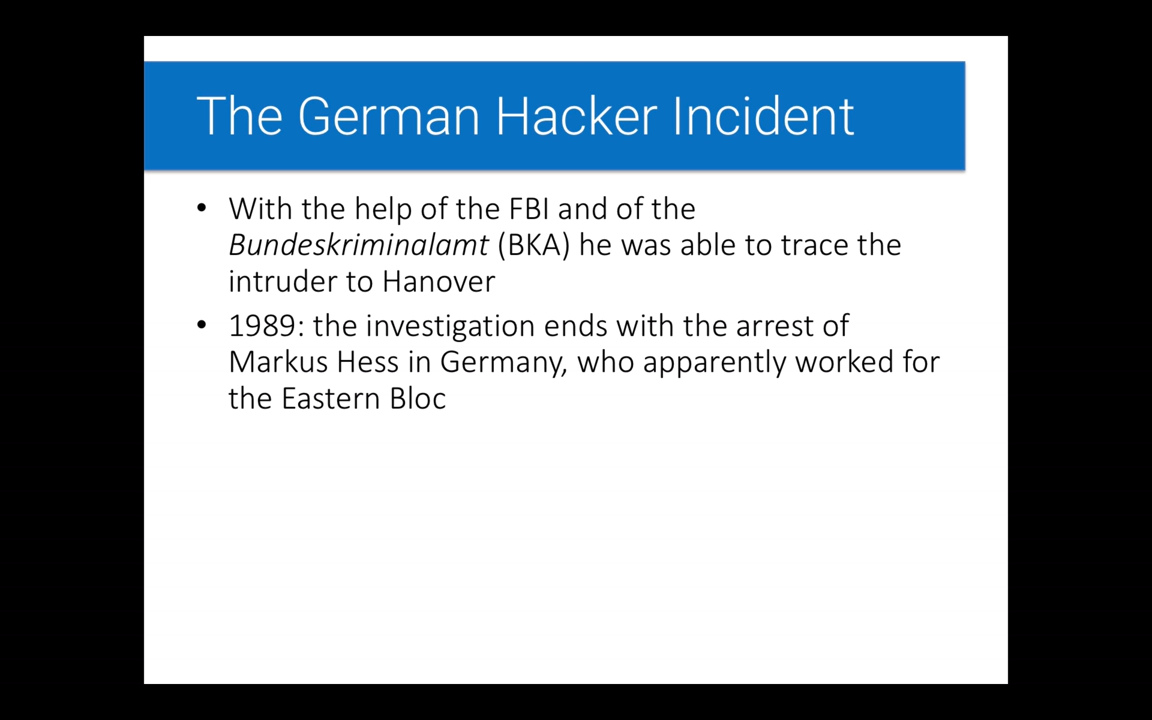 The German Hacker Incident
• With the help of the FBI and of the
Bundeskriminalamt (BKA) he was able to trace the
intruder to Hanover
• 1989: the investigation ends with the arrest of
Markus Hess in Germany, who apparently worked for
the Eastern Bloc